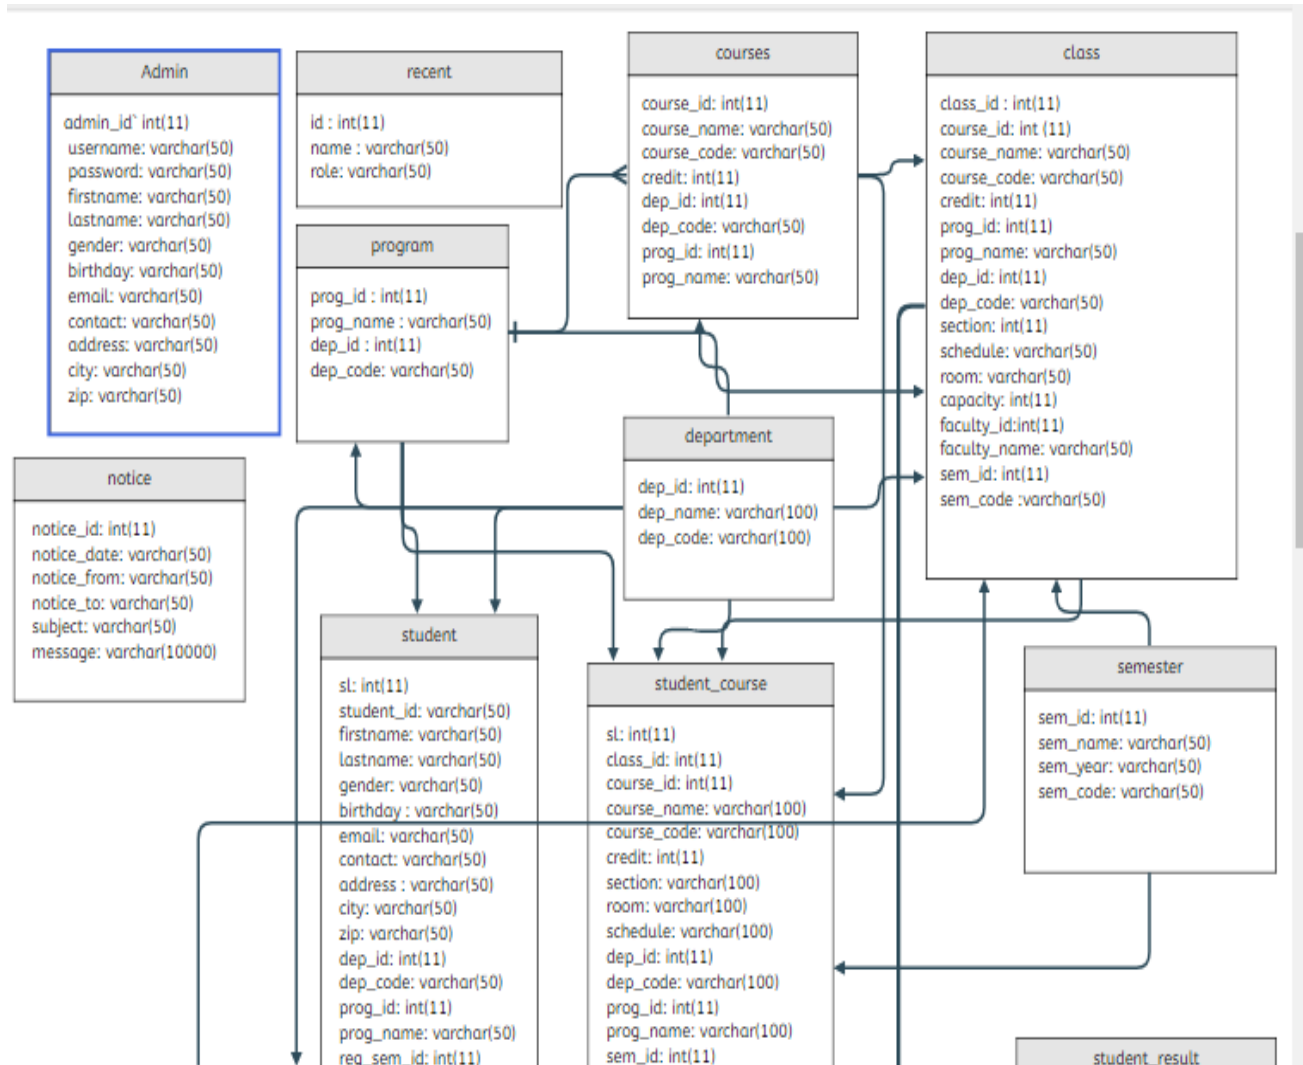 Admin
admin_id` int(11)
username: varchar(50)
password: varchar(50)
firstname: varchar(50)
lastname: varchar(50)
gender: varchar(50)
birthday: varchar(50)
email: varchar(50)
contact: varchar(50)
address: varchar(50)
city: varchar(50)
zip: varchar(50)
recent
id : int(11)
name : varchar(50)
role: varchar(50)
courses
course_id: int(11)
course_name: varchar(50)
course_code: varchar(50)
credit: int(11)
dep_id: int(11)
dep_code: varchar(50)
prog_id: int(11)
prog_name: varchar(50)
class
class_id : int(11)
course_id: int (11)
course_name: varchar(50)
course_code: varchar(50)
credit: int(11)
prog_id: int(11)
prog_name: varchar(50)
dep_id: int(11)
dep_code: varchar(50)
section: int(11)
schedule: varchar(50)
room: varchar(50)
capacity: int(11)
faculty_id:int(11)
faculty_name: varchar(50)
sem_id: int(11)
sem_code :varchar(50)
program
prog_id : int(11)
prog_name : varchar(50)
dep_id : int(11)
dep_code: varchar(50)
department
dep_id: int(11)
dep_name: varchar(100)
dep_code: varchar(100)
notice
notice_id: int(11)
notice_date: varchar(50)
notice_from: varchar(50)
notice_to: varchar(50)
subject: varchar(50)
message: varchar(10000)
student
sl: int(11)
student_id: varchar(50)
firstname: varchar(50)
lastname: varchar(50)
gender: varchar(50)
birthday : varchar(50)
email: varchar(50)
contact: varchar(50)
address : varchar(50)
city: varchar(50)
zip: varchar(50)
dep_id: int(11)
dep_code: varchar(50)
prog_id: int(11)
prog_name: varchar(50)
reg_sem_id: int(11)
student_course
sl: int(11)
class_id: int(11)
course_id: int(11)
course_name: varchar(100)
course_code: varchar(100)
credit: int(11)
section: varchar(100)
room: varchar(100)
schedule: varchar(100)
dep_id: int(11)
dep_code: varchar(100)
prog_id: int(11)
prog_name: varchar(100)
sem_id: int(11)
semester
sem_id: int(11)
sem_name: varchar(50)
sem_year: varchar(50)
sem_code: varchar(50)
student_result